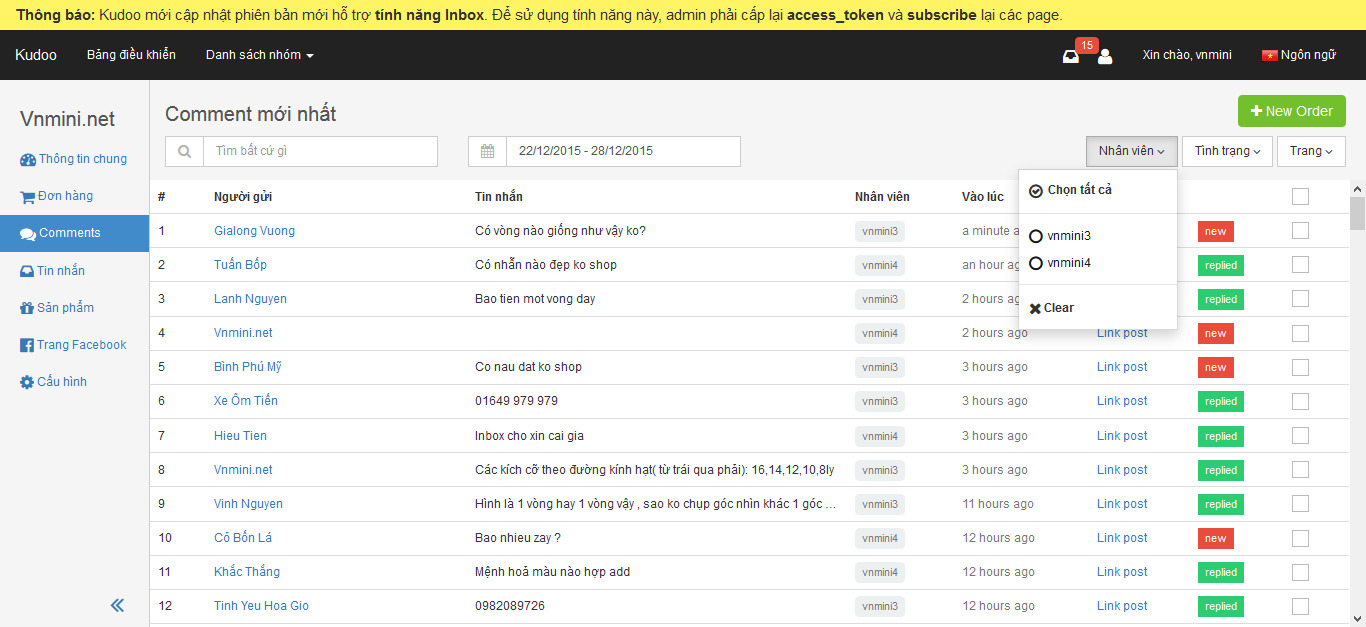 Thông báo: Kudoo mới cập nhật phiên bản mới hỗ trợ tính năng Inbox. Để sử dụng tính năng này, admin phải cấp lại access_token và subscribe lại các page.
Kudoo Bảng điều khiển Danh sách nhóm 15 Xin chào, vnmini Ngôn ngữ
Vnmini.net
Thông tin chung
Đơn hàng
Comments
Tin nhắn
Sản phẩm
Trang Facebook
Cấu hình
Comment mới nhất
New Order
Tìm bất cứ gì 22/12/2015 - 28/12/2015 Nhân viên Tình trạng Trang
Chọn tất cả
vnmini3
vnmini4
Clear
# Người gửi Tin nhắn Nhân viên Vào lúc
1 Gialong Vuong Có vòng nào giống như vậy ko? vnmini3 a minute a new
2 Tuấn Bốp Có nhẫn nào đẹp ko shop vnmini4 an hour ag replied
3 Lanh Nguyen Bao tien mot vong day vnmini3 2 hours ago replied
4 Vnmini.net vnmini4 2 hours ago Link post new
5 Bình Phú Mỹ Co nau dat ko shop vnmini3 3 hours ago Link post new
6 Xe Ôm Tiến 01649 979 979 vnmini3 3 hours ago Link post replied
7 Hieu Tien Inbox cho xin cai gia vnmini4 3 hours ago Link post replied
8 Vnmini.net Các kích cỡ theo đường kính hạt( từ trái qua phải): 16,14,12,10,8ly vnmini3 3 hours ago Link post replied
9 Vinh Nguyen Hình là 1 vòng hay 1 vòng vậy , sao ko chụp góc nhìn khác 1 góc ... vnmini3 11 hours ago Link post replied
10 Cỏ Bốn Lá Bao nhieu zay ? vnmini4 12 hours ago Link post new
11 Khắc Thắng Mệnh hoả màu nào hợp add vnmini4 12 hours ago Link post replied
12 Tinh Yeu Hoa Gio 0982089726 vnmini3 12 hours ago Link post replied